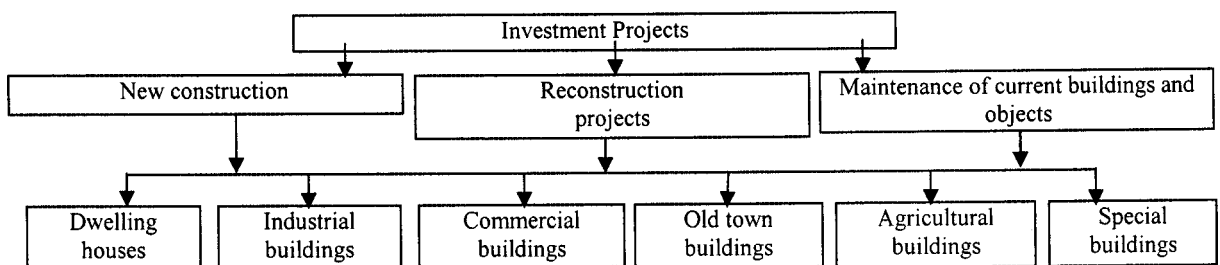 Investment Projects
New construction
Reconstruction
projects
Maintenance of current buildings and
objects
Dwelling
houses
Industrial
buildings
Commercial
buildings
Old town
buildings
Agricultural
buildings
Special
buildings